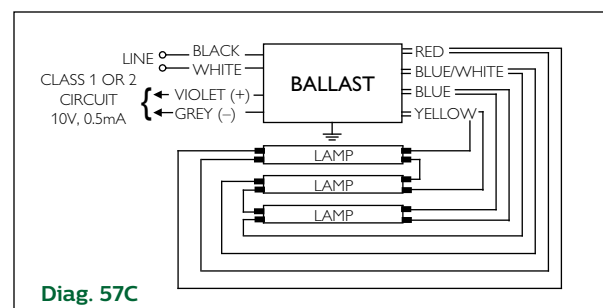 LINE
BLACK
WHITE
CLASS 1 OR 2
CIRCUIT
10V, 0.5mA
VIOLET (+)
GREY (–)
BALLAST
RED
BLUE/WHITE
BLUE
YELLOW
LAMP
LAMP
LAMP
Diag. 57C